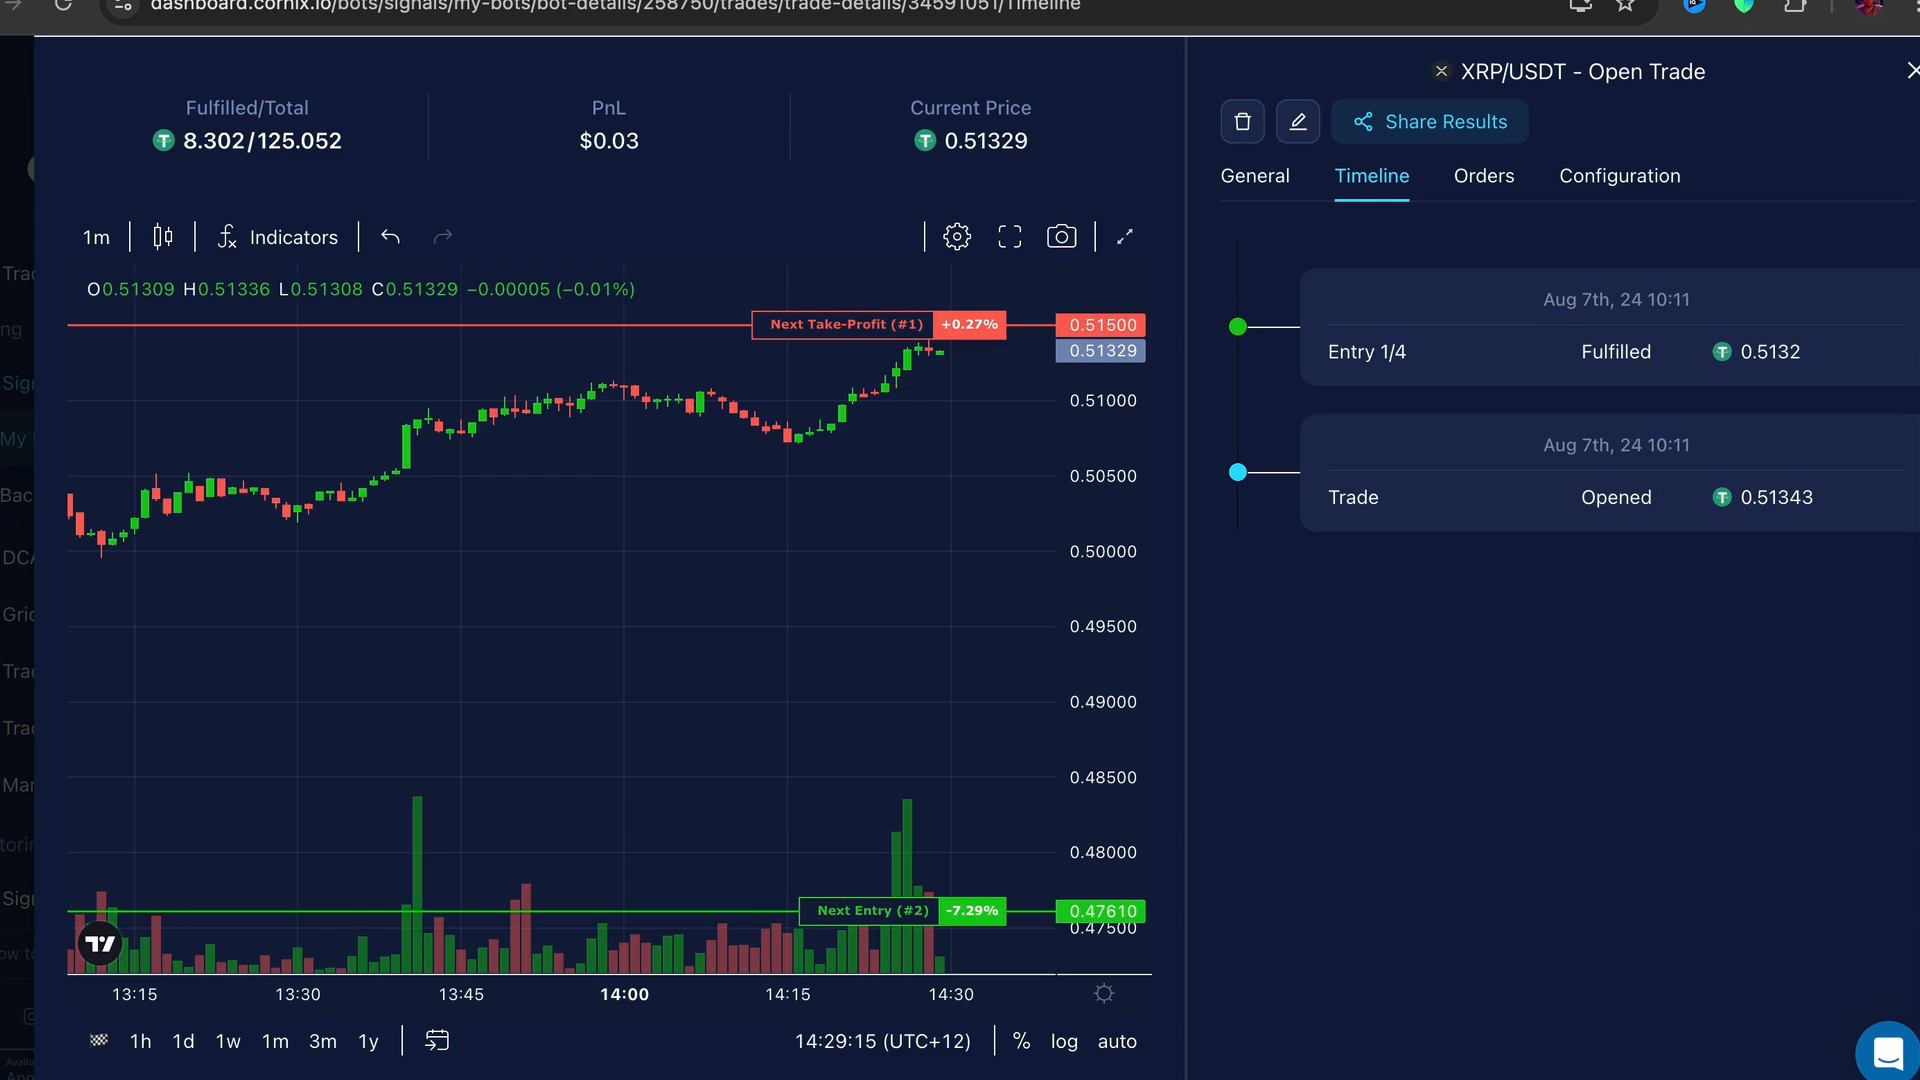 dashboard.cornix.io/bots/signals/my-bots/bot-details/258750/trades/trade-details/34591051/Timeline
Fulfilled/Total
8.302/125.052
PnL
$0.03
Current Price
0.51329
1m
Indicators
O0.51309 H0.51336 L0.51308 C0.51329 −0.00005 (−0.01%)
Next Take-Profit (#1) +0.27%
0.51500
0.51329
0.51000
0.50500
0.50000
0.49500
0.49000
0.48500
0.48000
Next Entry (#2) -7.29%
0.47610
0.47500
13:15 13:30 13:45 14:00 14:15 14:30
1h 1d 1w 1m 3m 1y
14:29:15 (UTC+12)
% log auto
XRP/USDT - Open Trade
Share Results
General Timeline Orders Configuration
Aug 7th, 24 10:11
Entry 1/4 Fulfilled 0.5132
Aug 7th, 24 10:11
Trade Opened 0.51343
My